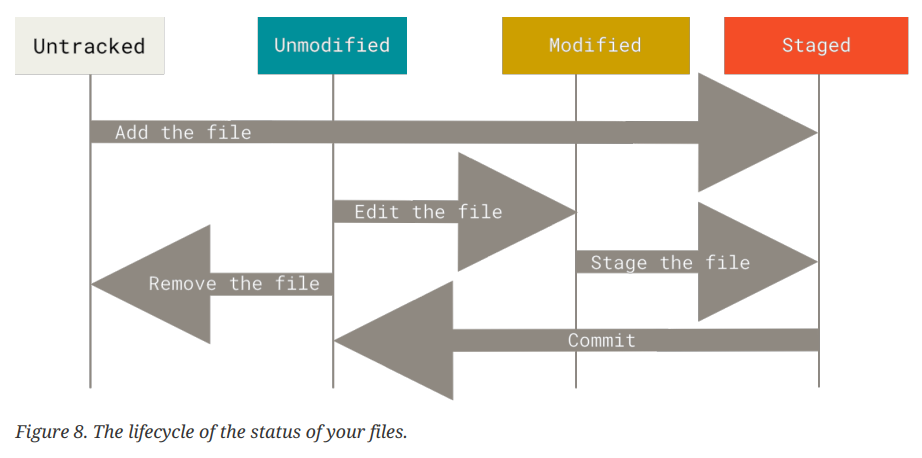 Untracked Unmodified Modified Staged
Add the file
Edit the file
Stage the file
Remove the file
Commit
Figure 8. The lifecycle of the status of your files.